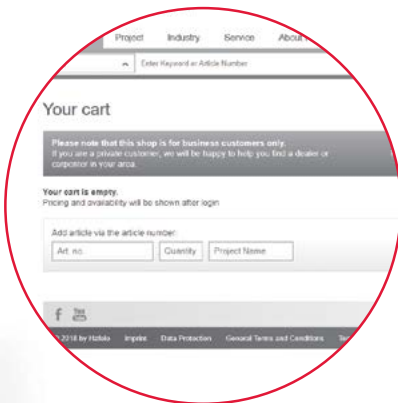 Project Industry Service About
Enter Keyword or Article Number
Your cart
Please note that this shop is for business customers only.
If you are a private customer, we will be happy to help you find a dealer or
carpenter in your area.
Your cart is empty.
Pricing and availability will be shown after login
Add article via the article number:
Art. no. Quantity Project Name
f You
2018 by Häfele Imprint Data Protection General Terms and Conditions